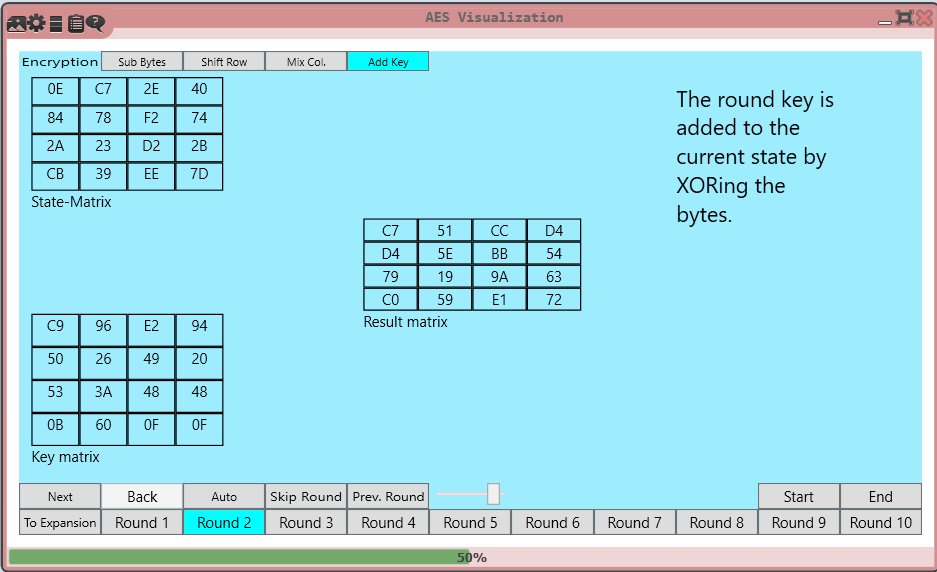 AES Visualization
Encryption Sub Bytes Shift Row Mix Col. Add Key
0E C7 2E 40
84 78 F2 74
2A 23 D2 2B
CB 39 EE 7D
State-Matrix
The round key is
added to the
current state by
XORing the
bytes.
C7 51 CC D4
D4 5E BB 54
79 19 9A 63
C0 59 E1 72
Result matrix
C9 96 E2 94
50 26 49 20
53 3A 48 48
0B 60 0F 0F
Key matrix
Next Back Auto Skip Round Prev. Round Start End
To Expansion Round 1 Round 2 Round 3 Round 4 Round 5 Round 6 Round 7 Round 8 Round 9 Round 10
50%